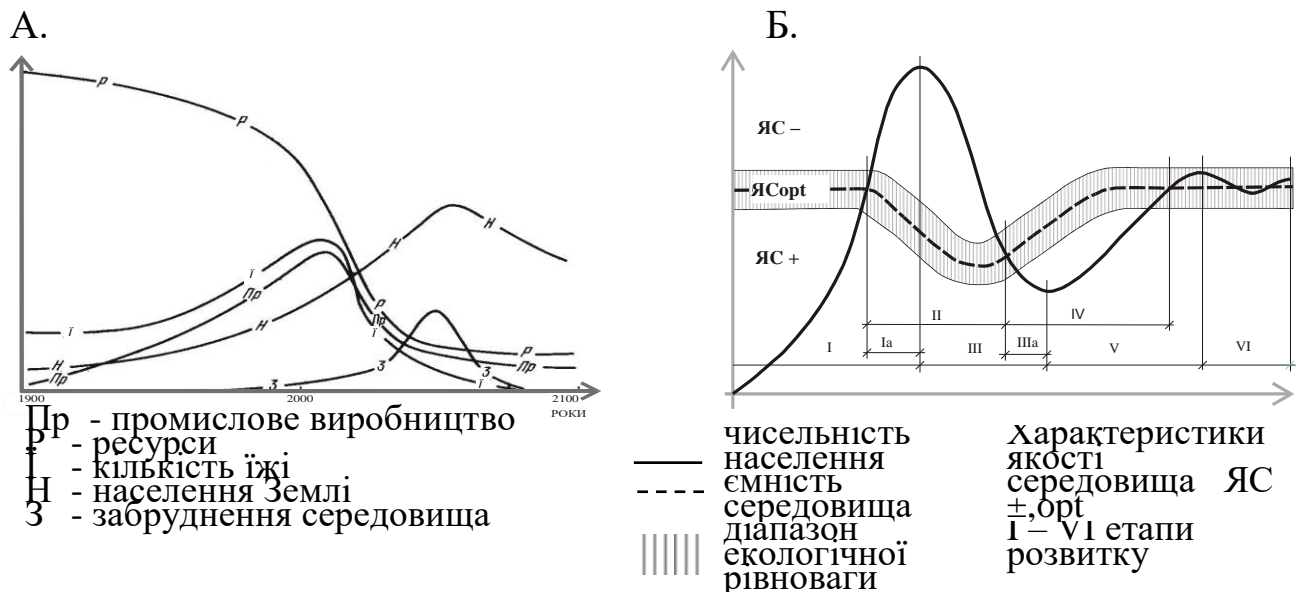 А.
Б.
Р
Р
Ї
Пр
Н
Н
Н
Н
Пр
З
З
З
Р
Пр
Ї
Р
Пр
Ї
1900
2000
2100
РОКИ
Пр - промислове виробництво
Р - ресурси
Ї - кількість їжі
Н - населення Землі
З - забруднення середовища
ЯС –
ЯСopt
ЯС +
II
IV
I
Ia
III
IIIa
V
VI
чисельність
населення
ємність
середовища
діапазон
екологічної
рівноваги
Характеристики
якості
середовища ЯС
±,opt
I – VI етапи
розвитку